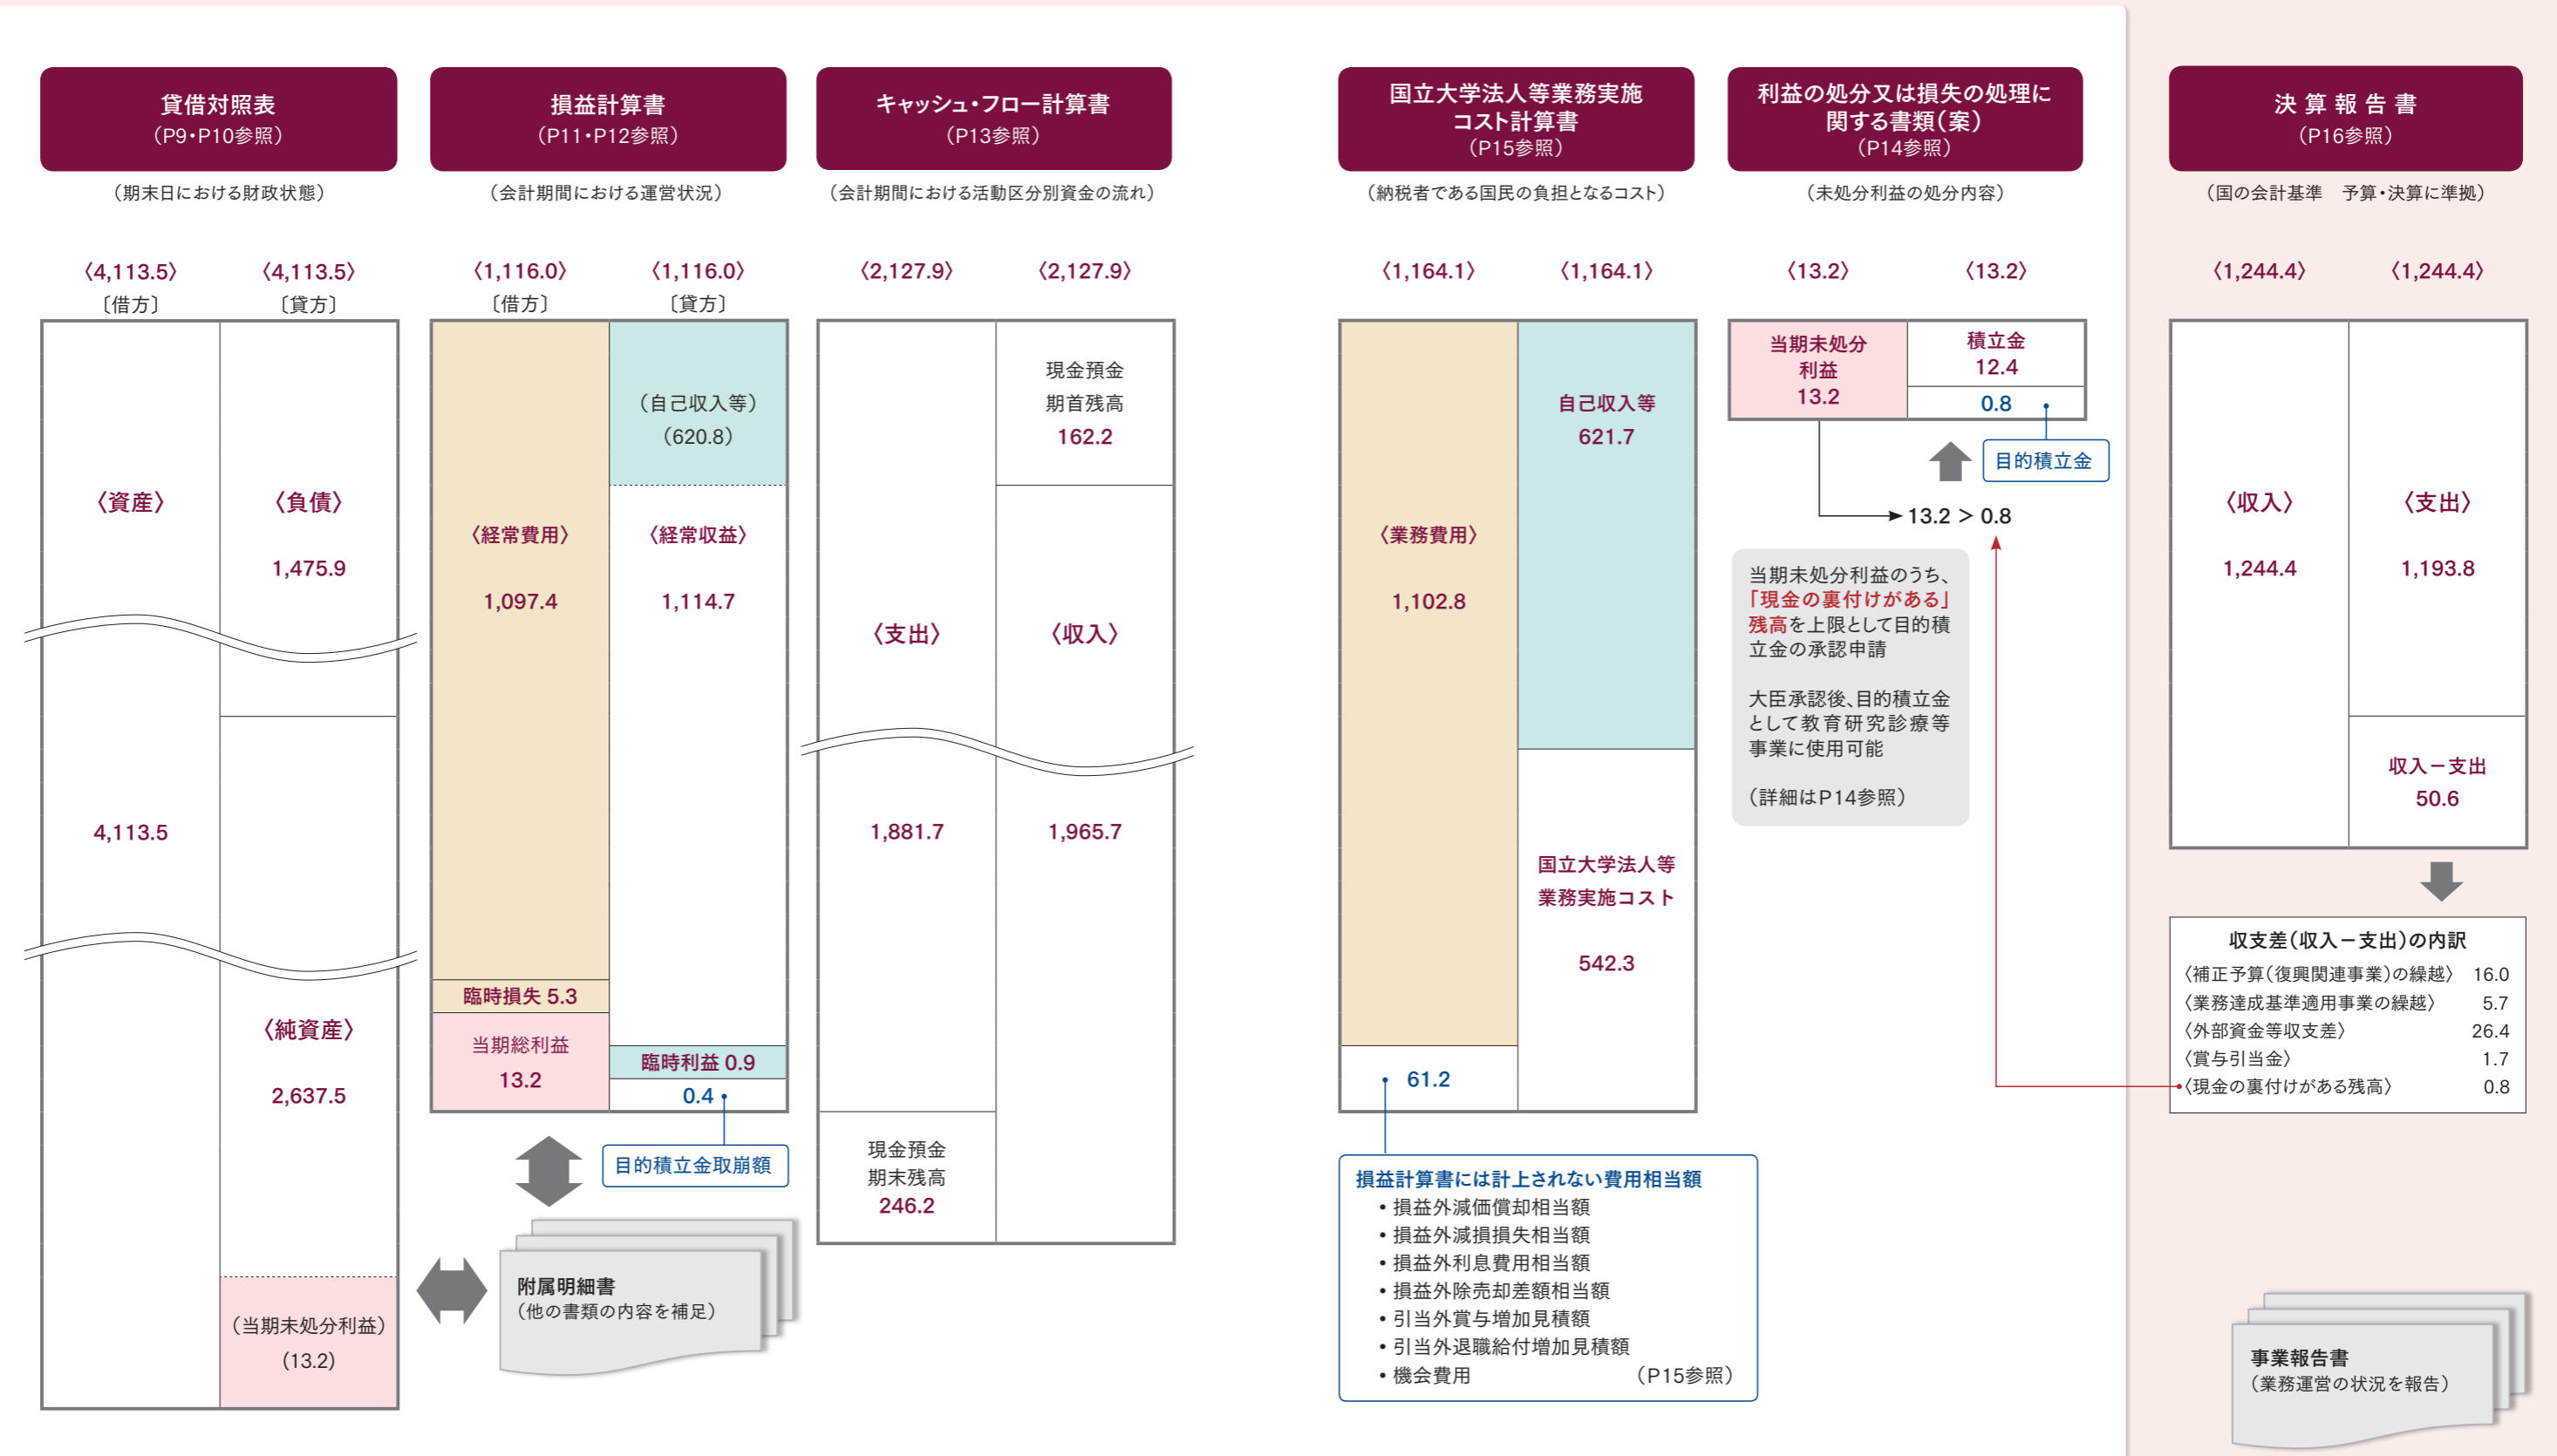 貸借対照表
（P9・P10参照）
（期末日における財政状態）
〈4,113.5〉
〈4,113.5〉
〔借方〕
〔貸方〕
〈資産〉
4,113.5
〈負債〉
1,475.9
〈純資産〉
2,637.5
（当期未処分利益）
（13.2）
損益計算書
（P11・P12参照）
（会計期間における運営状況）
〈1,116.0〉
〈1,116.0〉
〔借方〕
〔貸方〕
〈経常費用〉
1,097.4
臨時損失 5.3
当期総利益
13.2
（自己収入等）
（620.8）
〈経常収益〉
1,114.7
臨時利益 0.9
0.4
目的積立金取崩額
附属明細書
（他の書類の内容を補足）
キャッシュ・フロー計算書
（P13参照）
（会計期間における活動区分別資金の流れ）
〈2,127.9〉
〈2,127.9〉
〈支出〉
1,881.7
現金預金
期末残高
246.2
現金預金
期首残高
162.2
〈収入〉
1,965.7
国立大学法人等業務実施
コスト計算書
（P15参照）
（納税者である国民の負担となるコスト）
〈1,164.1〉
〈1,164.1〉
〈業務費用〉
1,102.8
61.2
自己収入等
621.7
国立大学法人等
業務実施コスト
542.3
損益計算書には計上されない費用相当額
• 損益外減価償却相当額
• 損益外減損損失相当額
• 損益外利息費用相当額
• 損益外除売却差額相当額
• 引当外賞与増加見積額
• 引当外退職給付増加見積額
• 機会費用 （P15参照）
利益の処分又は損失の処理に
関する書類（案）
（P14参照）
（未処分利益の処分内容）
〈13.2〉
〈13.2〉
当期未処分
利益
13.2
積立金
12.4
0.8
目的積立金
13.2 > 0.8
当期未処分利益のうち、
「現金の裏付けがある」
残高を上限として目的積
立金の承認申請
大臣承認後、目的積立金
として教育研究診療等
事業に使用可能
（詳細はP14参照）
決算報告書
（P16参照）
（国の会計基準　予算・決算に準拠）
〈1,244.4〉
〈1,244.4〉
〈収入〉
1,244.4
〈支出〉
1,193.8
収入－支出
50.6
収支差（収入－支出）の内訳
〈補正予算（復興関連事業）の繰越〉 16.0
〈業務達成基準適用事業の繰越〉 5.7
〈外部資金等収支差〉 26.4
〈賞与引当金〉 1.7
〈現金の裏付けがある残高〉 0.8
事業報告書
（業務運営の状況を報告）